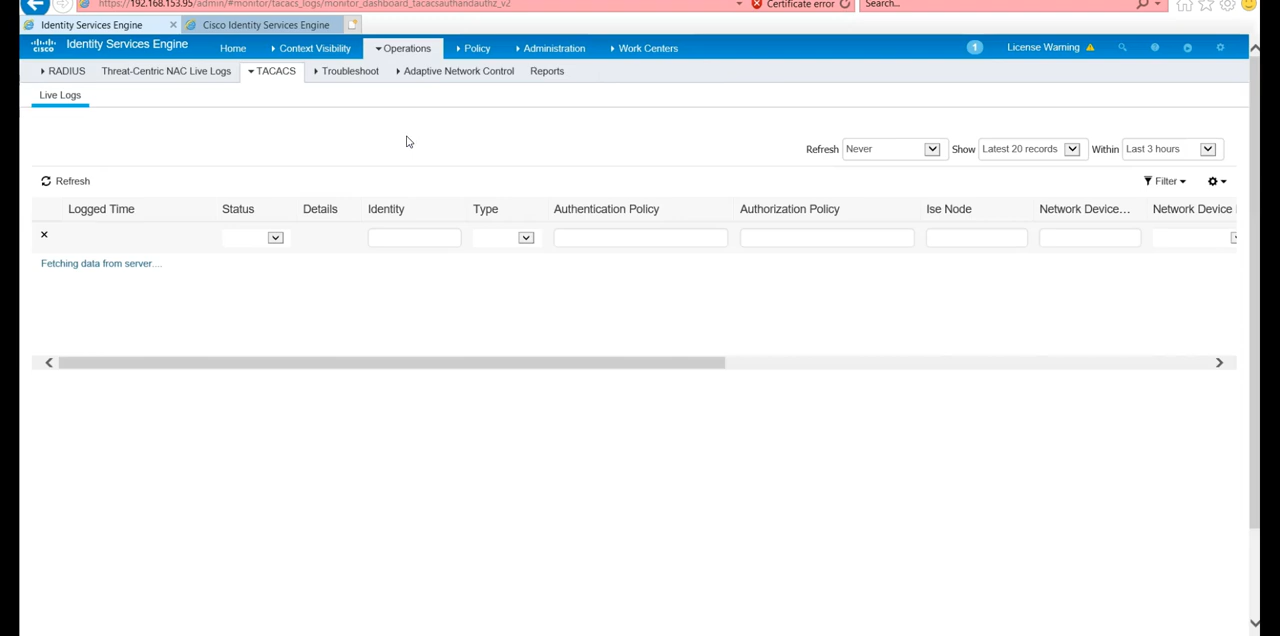 https://192.168.153.95/admin/#monitor/tacacs_logs/monitor_dashboard_tacacsauthandauthz_v2 Certificate error Search...
Identity Services Engine Cisco Identity Services Engine
cisco Identity Services Engine Home Context Visibility Operations Policy Administration Work Centers 1 License Warning
RADIUS Threat-Centric NAC Live Logs TACACS Troubleshoot Adaptive Network Control Reports
Live Logs
Refresh Never Show Latest 20 records Within Last 3 hours
Refresh Filter
Logged Time Status Details Identity Type Authentication Policy Authorization Policy Ise Node Network Device... Network Device
Fetching data from server....